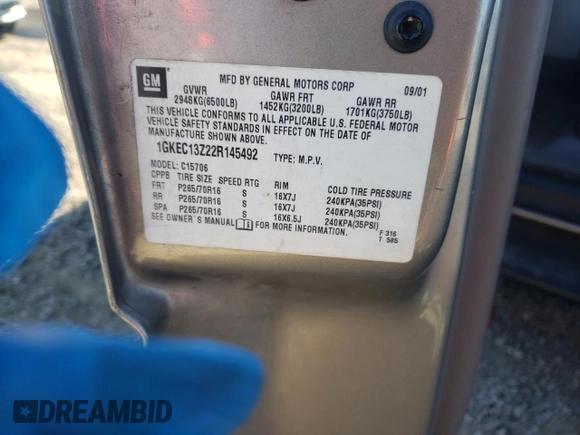 GM
MFD BY GENERAL MOTORS CORP 09/01
GVWR GAWR FRT GAWR RR
2948KG(6500LB) 1452KG(3200LB) 1701KG(3750LB)
THIS VEHICLE CONFORMS TO ALL APPLICABLE U.S. FEDERAL MOTOR
VEHICLE SAFETY STANDARDS IN EFFECT ON THE DATE OF
MANUFACTURE SHOWN ABOVE.
1GKEC13Z22R145492 TYPE: M.P.V.
MODEL: C15706
CPPB TIRE SIZE SPEED RTG RIM COLD TIRE PRESSURE
FRT P265/70R16 S 16X7J 240KPA(35PSI)
RR P265/70R16 S 16X7J 240KPA(35PSI)
SPA P265/70R16 S 16X6.5J 240KPA(35PSI)
SEE OWNER'S MANUAL FOR MORE INFORMATION.
F 316
T 585
DREAMBID